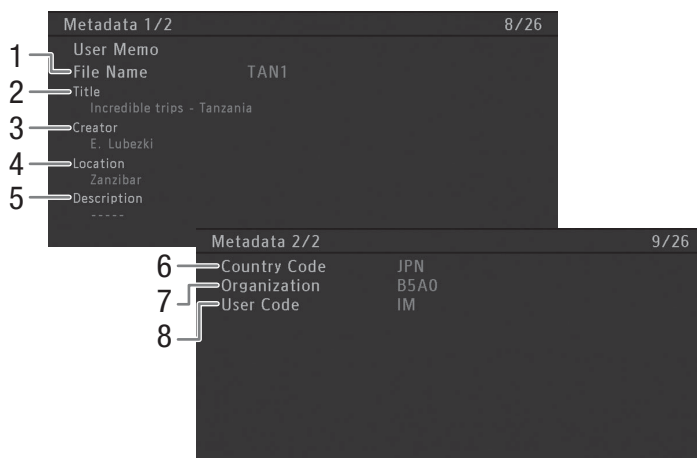 Metadata 1/2 8/26
User Memo
1 File Name TAN1
2 Title
Incredible trips - Tanzania
3 Creator
E. Lubezki
4 Location
Zanzibar
5 Description
-----
Metadata 2/2 9/26
6 Country Code JPN
7 Organization B5A0
8 User Code IM